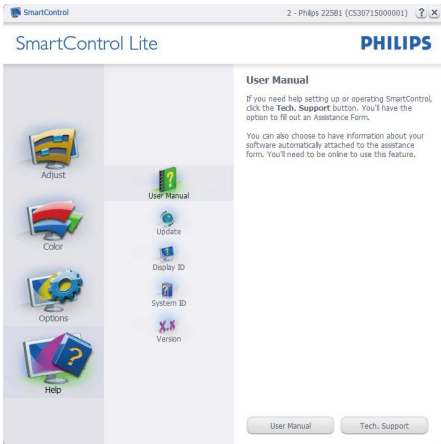 SmartControl
2 - Philips 225B1 (CS30715000001) ? X
SmartControl Lite
PHILIPS
Adjust
Color
Options
Help
User Manual
Update
Display ID
System ID
X.X
Version
User Manual
If you need help setting up or operating SmartControl,
click the Tech. Support button. You'll have the
option to fill out an Assistance Form.
You can also choose to have information about your
software automatically attached to the assistance
form. You'll need to be online to use this feature.
User Manual
Tech. Support